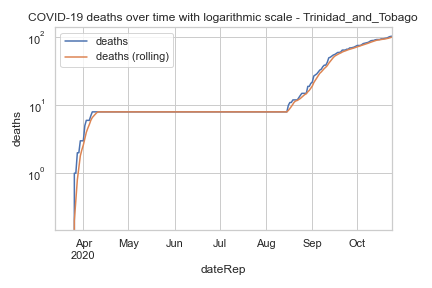 COVID-19 deaths over time with logarithmic scale - Trinidad_and_Tobago
deaths
deaths (rolling)
10²
10¹
10⁰
deaths
Apr May Jun Jul Aug Sep Oct
2020
dateRep